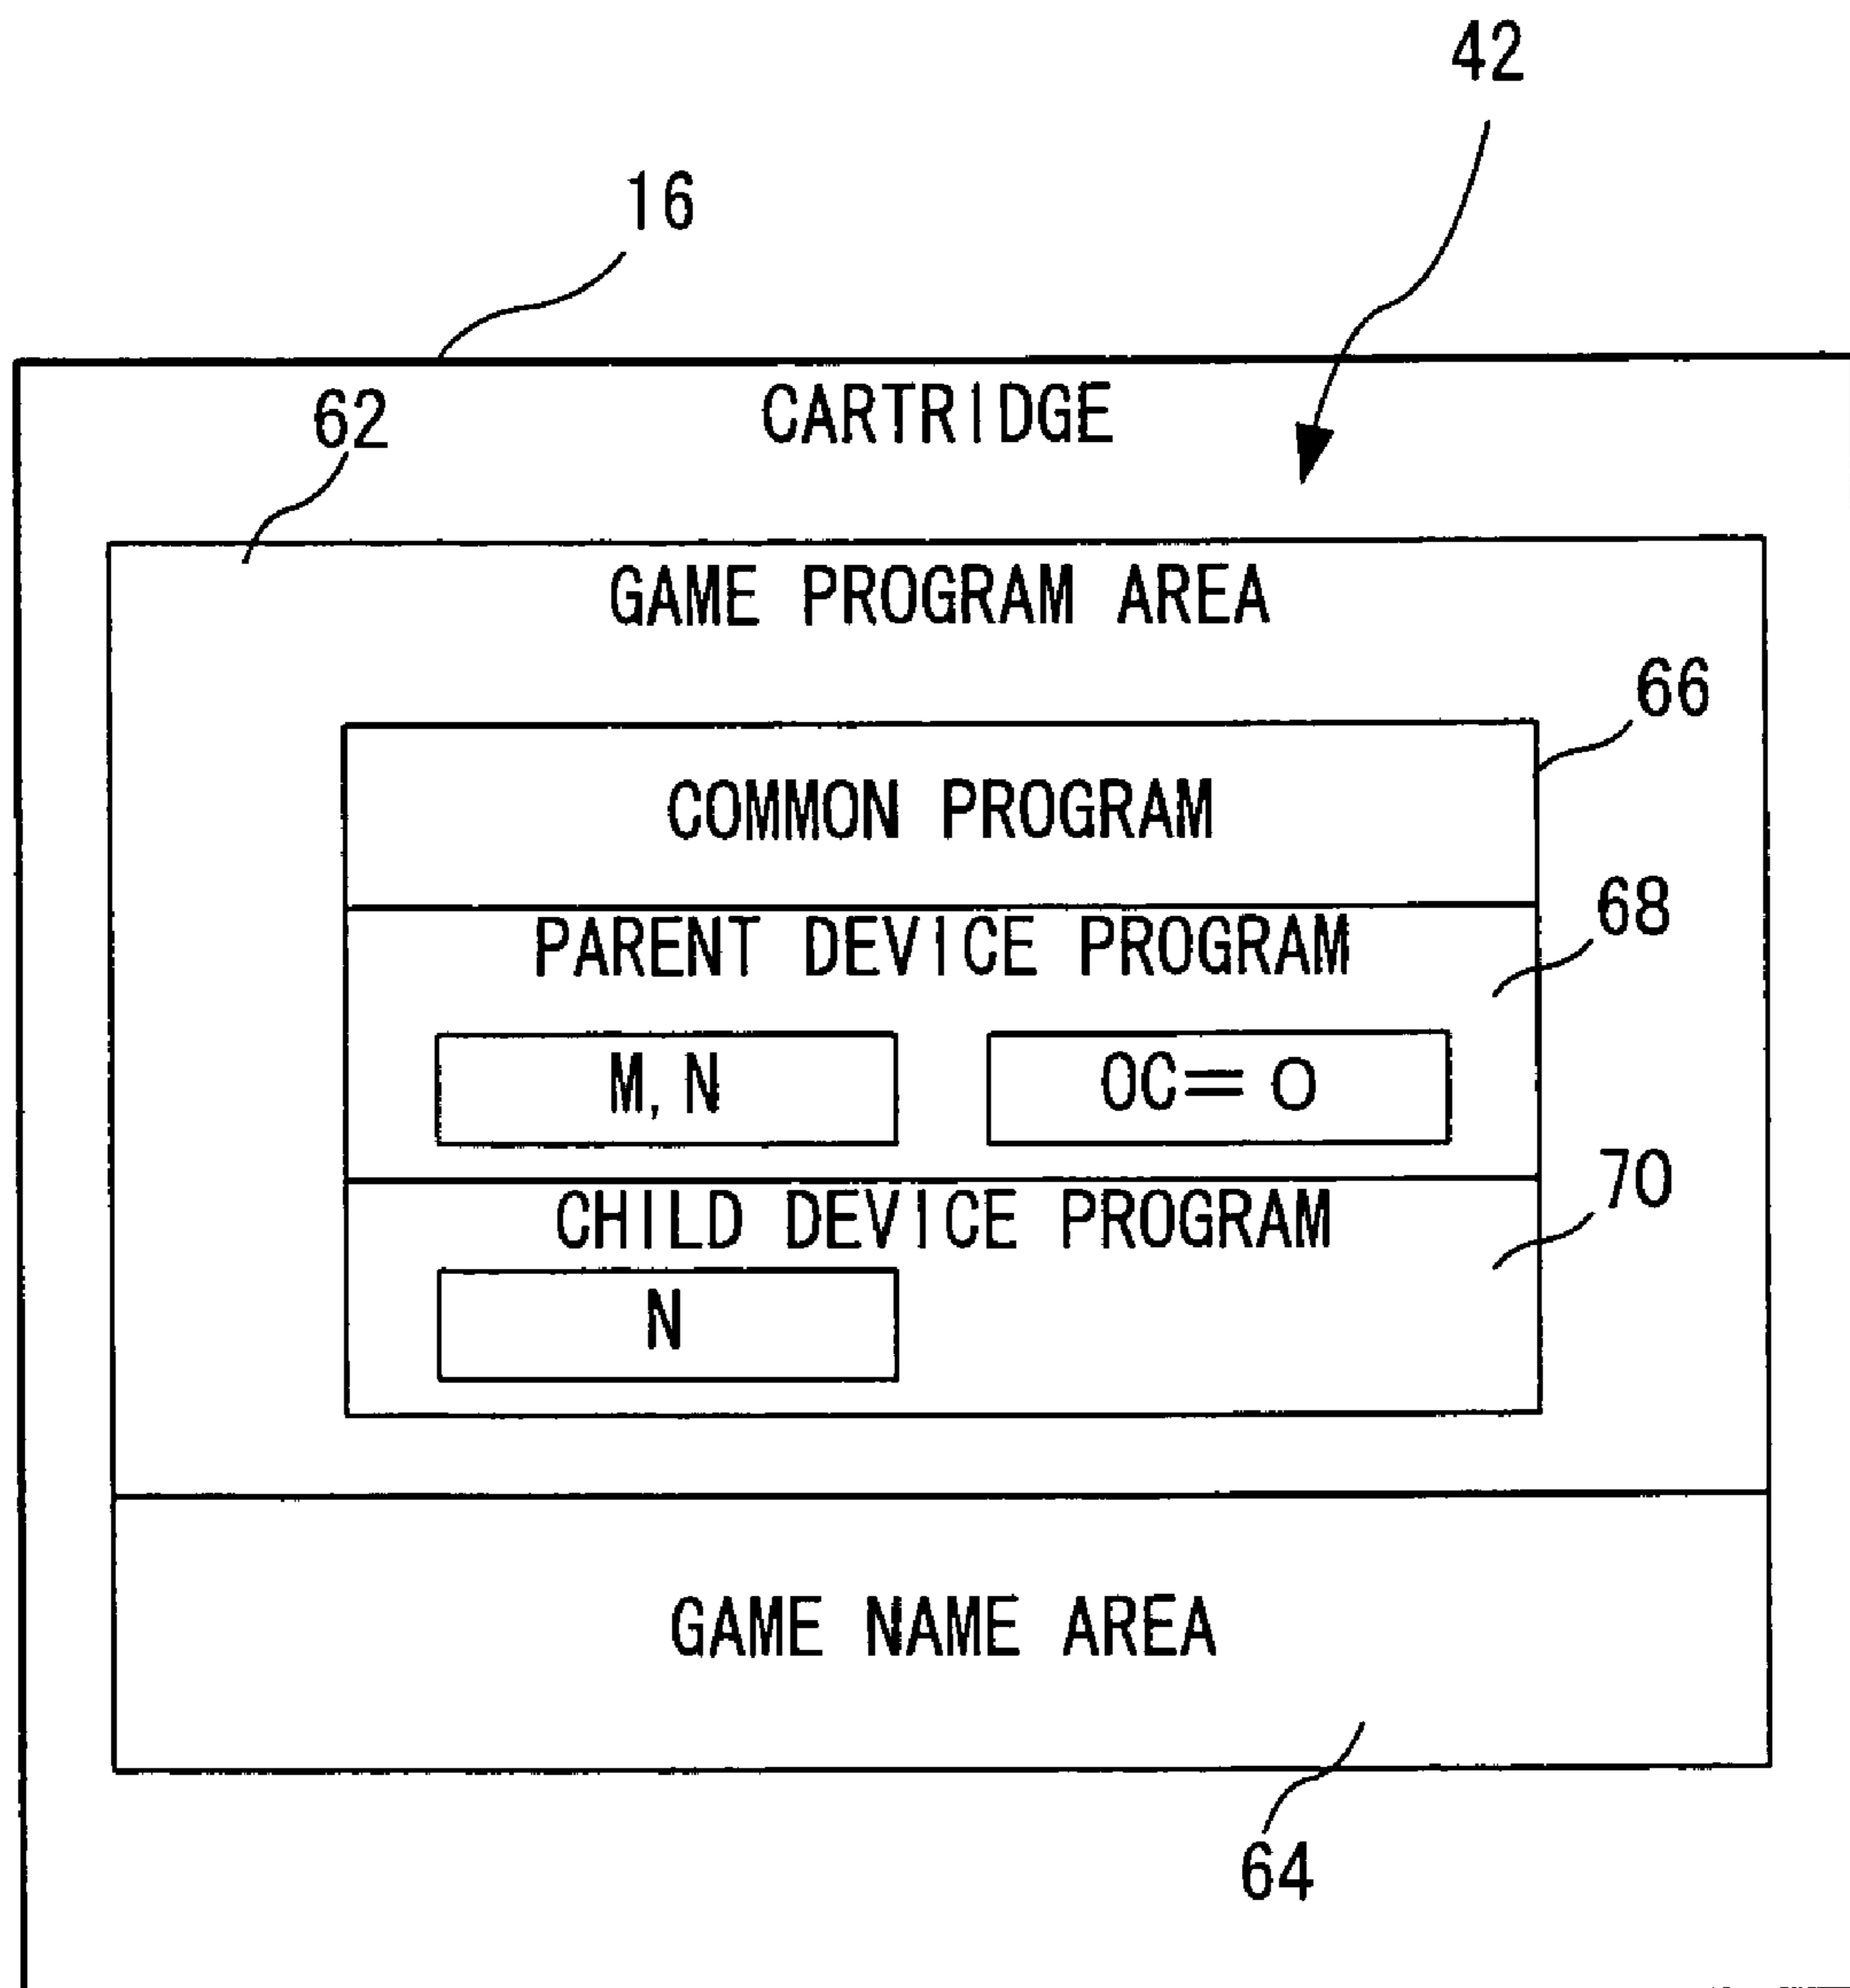 42
16
CARTRIDGE
62
GAME PROGRAM AREA
66
COMMON PROGRAM
68
PARENT DEVICE PROGRAM
M, N
OC= 0
70
CHILD DEVICE PROGRAM
N
GAME NAME AREA
64